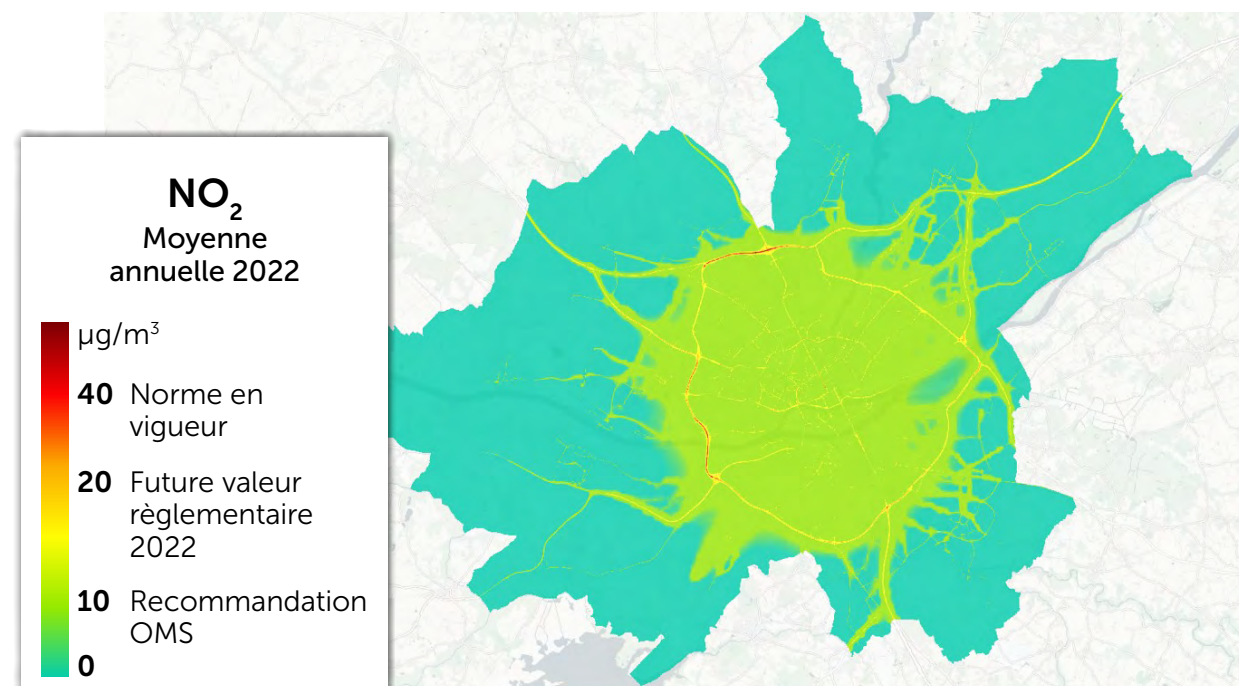 NO2
Moyenne
annuelle 2022
µg/m³
40 Norme en
vigueur
20 Future valeur
règlementaire
2022
10 Recommandation
OMS
0